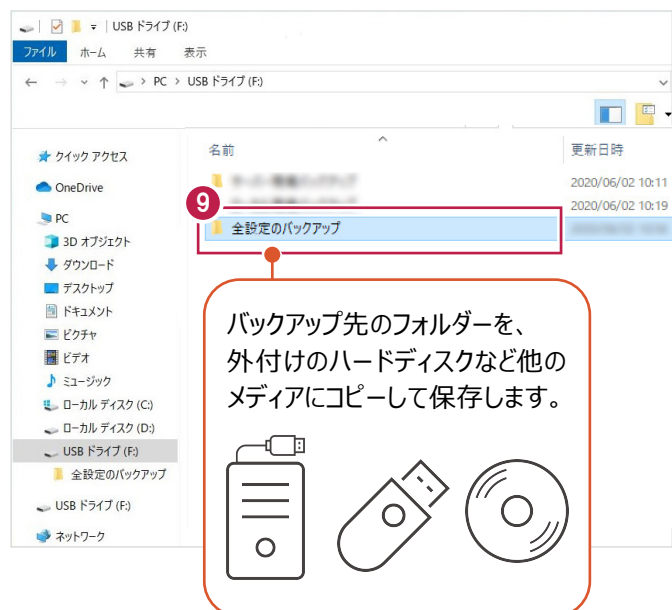 USB ドライブ (F:)
ファイル ホーム 共有 表示
PC > USB ドライブ (F:)
名前 更新日時
クイック アクセス
OneDrive
PC
3D オブジェクト
ダウンロード
デスクトップ
ドキュメント
ピクチャ
ビデオ
ミュージック
ローカル ディスク (C:)
ローカル ディスク (D:)
USB ドライブ (F:)
全設定のバックアップ
USB ドライブ (F:)
ネットワーク
2020/06/02 10:11
2020/06/02 10:19
9
全設定のバックアップ
バックアップ先のフォルダーを、
外付けのハードディスクなど他の
メディアにコピーして保存します。